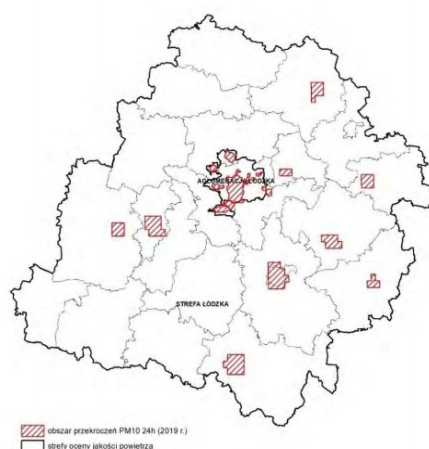 AGLOMERACJA ŁÓDZKA
STREFA ŁÓDZKA
obszar przekroczeń PM10 24h (2019 r.)
strefy oceny jakości powietrza